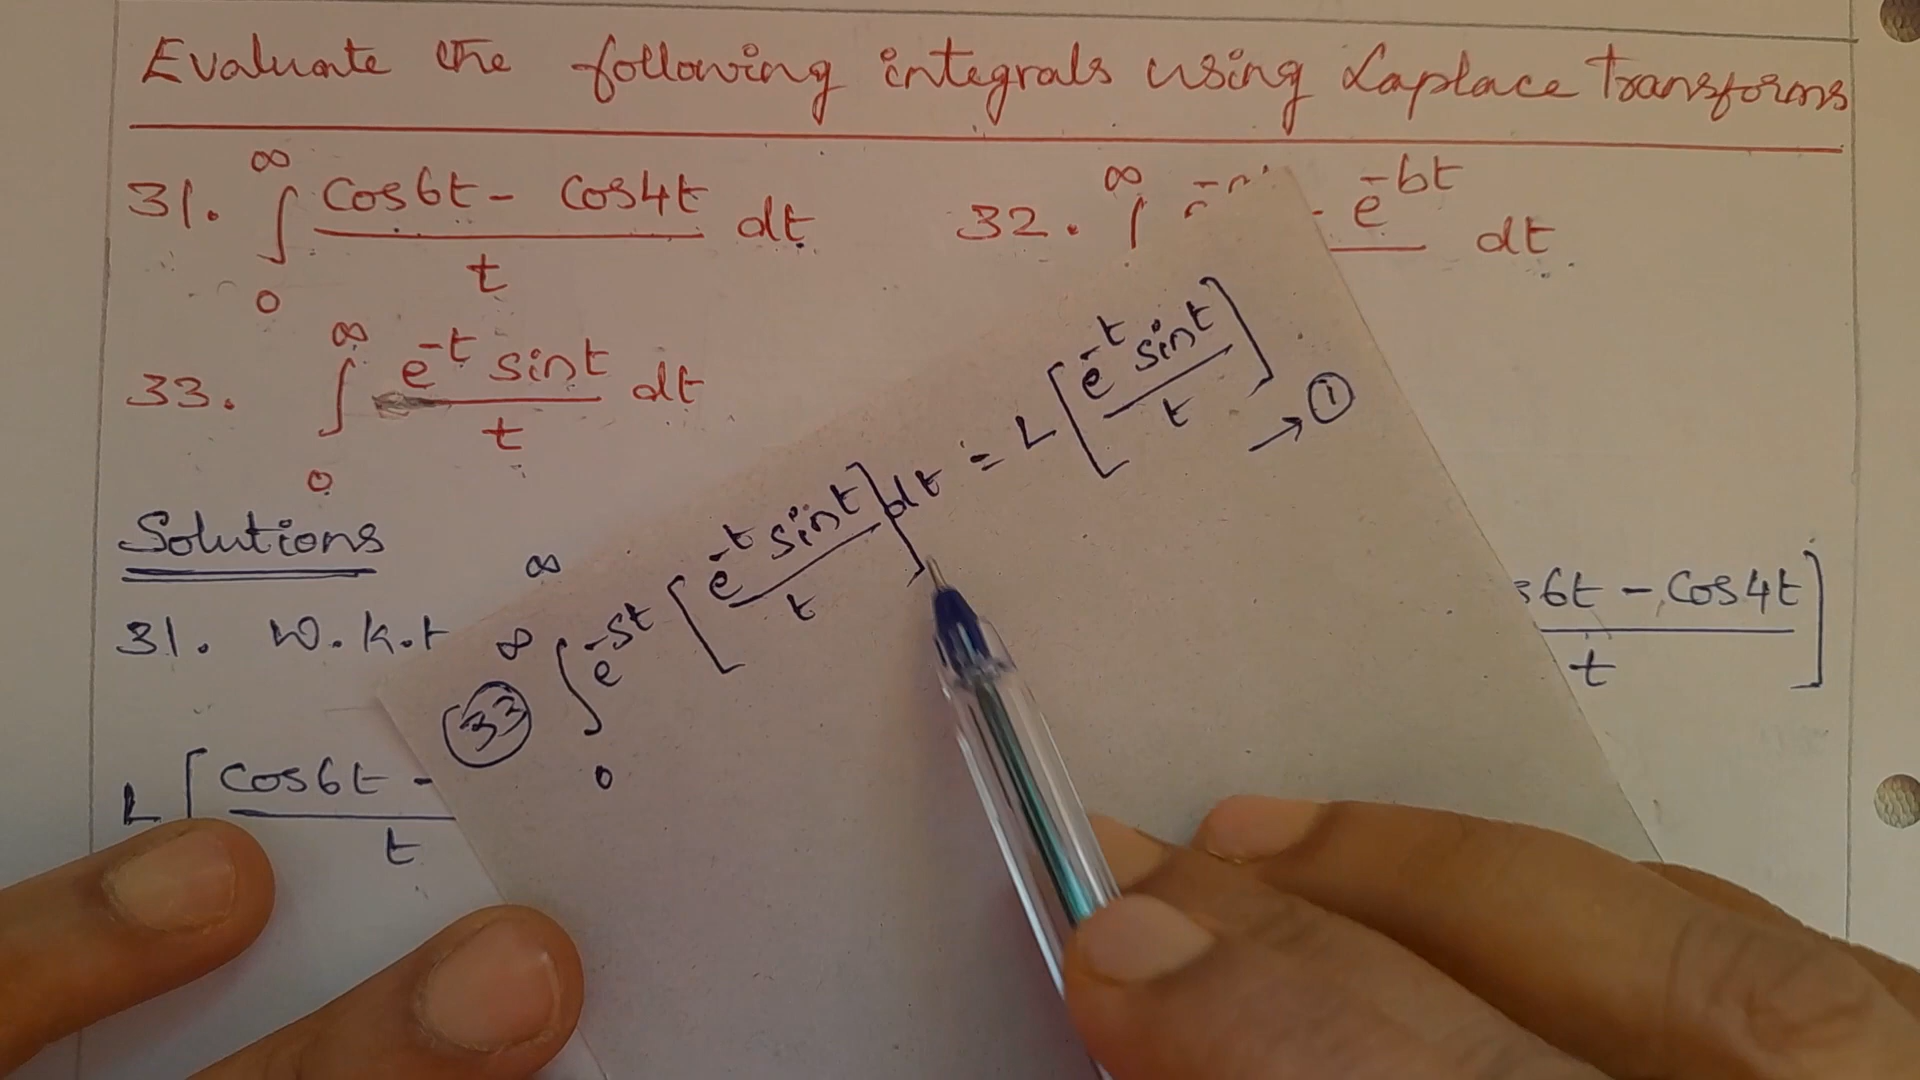 Evaluate the following integrals using Laplace Transforms
31. ∫₀^∞ (cos6t - cos4t)/t dt 32. ∫^∞ - e^{-bt} dt
33. ∫₀^∞ (e^{-t} sint)/t dt
Solutions
31. W.k.t ∞ 6t - cos4t]/t
L[cos6t - /t
(33) ∫₀^∞ e^{-st} [(e^{-t} sint)/t] dt = L[(e^{-t} sint)/t] → ①